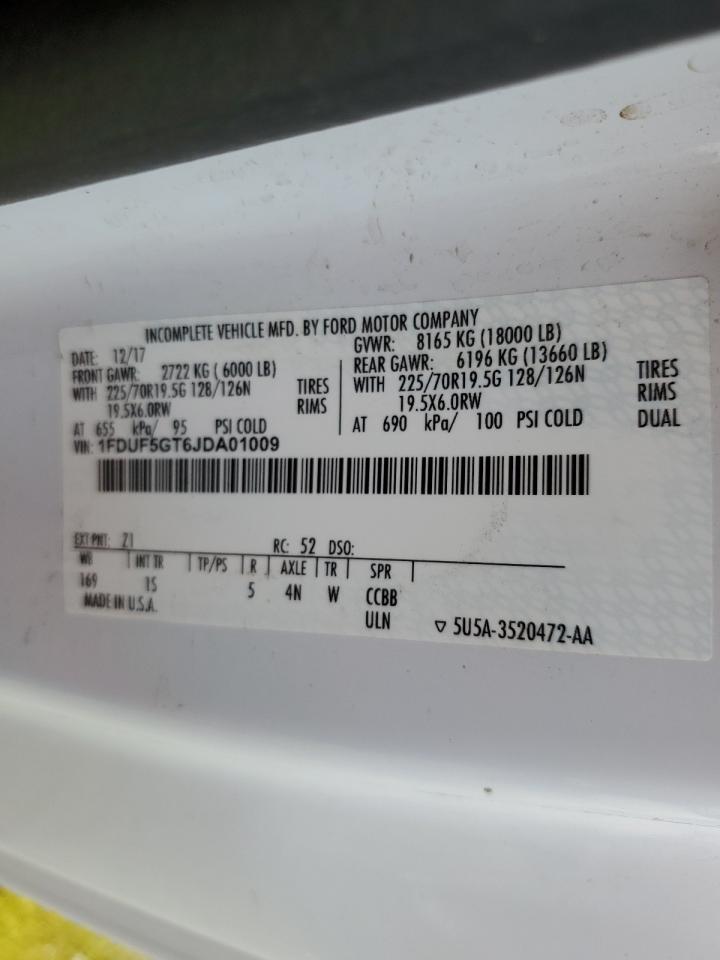 INCOMPLETE VEHICLE MFD. BY FORD MOTOR COMPANY
DATE: 12/17 GVWR: 8165 KG (18000 LB)
FRONT GAWR: 2722 KG ( 6000 LB) REAR GAWR: 6196 KG (13660 LB)
WITH 225/70R19.5G 128/126N TIRES WITH 225/70R19.5G 128/126N TIRES
19.5X6.0RW RIMS 19.5X6.0RW RIMS
AT 655 kPa/ 95 PSI COLD AT 690 kPa/ 100 PSI COLD DUAL
VIN: 1FDUF5GT6JDA01009
EXT PNT: Z1 RC: 52 DSO:
WB INT TR TP/PS R AXLE TR SPR
169 1S 5 4N W CCBB
MADE IN U.S.A. ULN ▽ 5U5A-3520472-AA